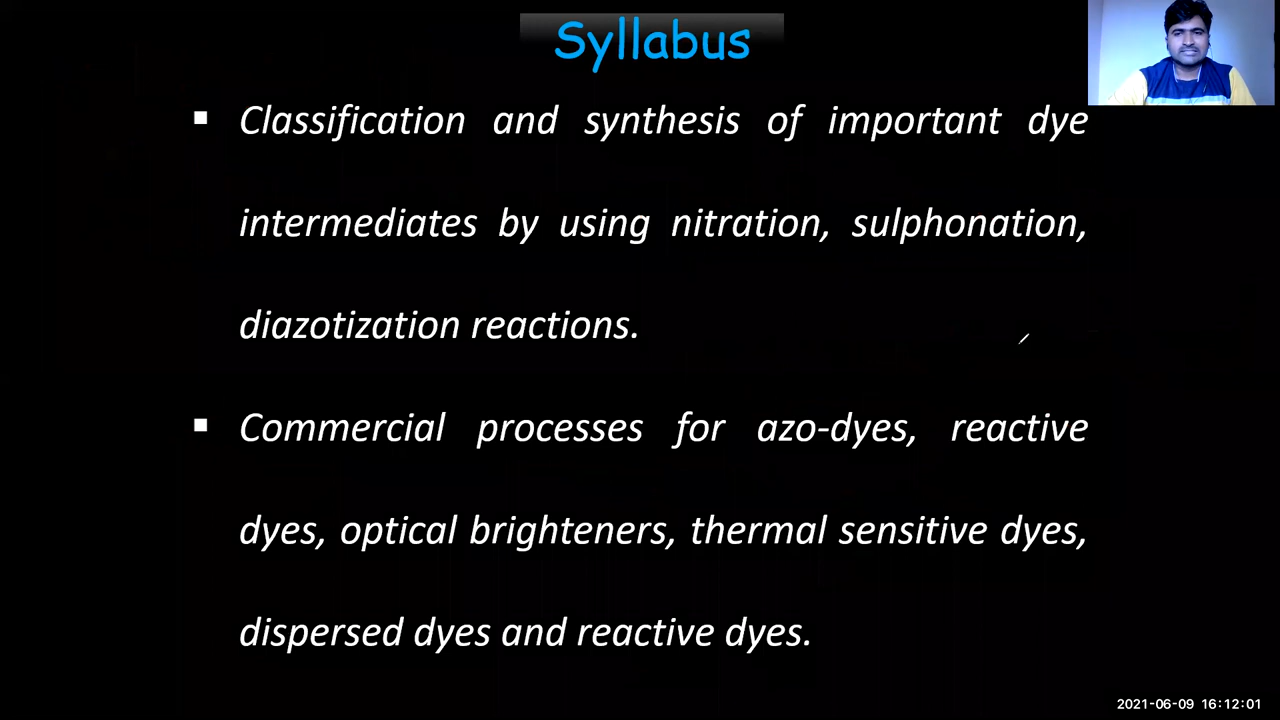 Syllabus
▪ Classification and synthesis of important dye
intermediates by using nitration, sulphonation,
diazotization reactions.
▪ Commercial processes for azo-dyes, reactive
dyes, optical brighteners, thermal sensitive dyes,
dispersed dyes and reactive dyes.
2021-06-09 16:12:01